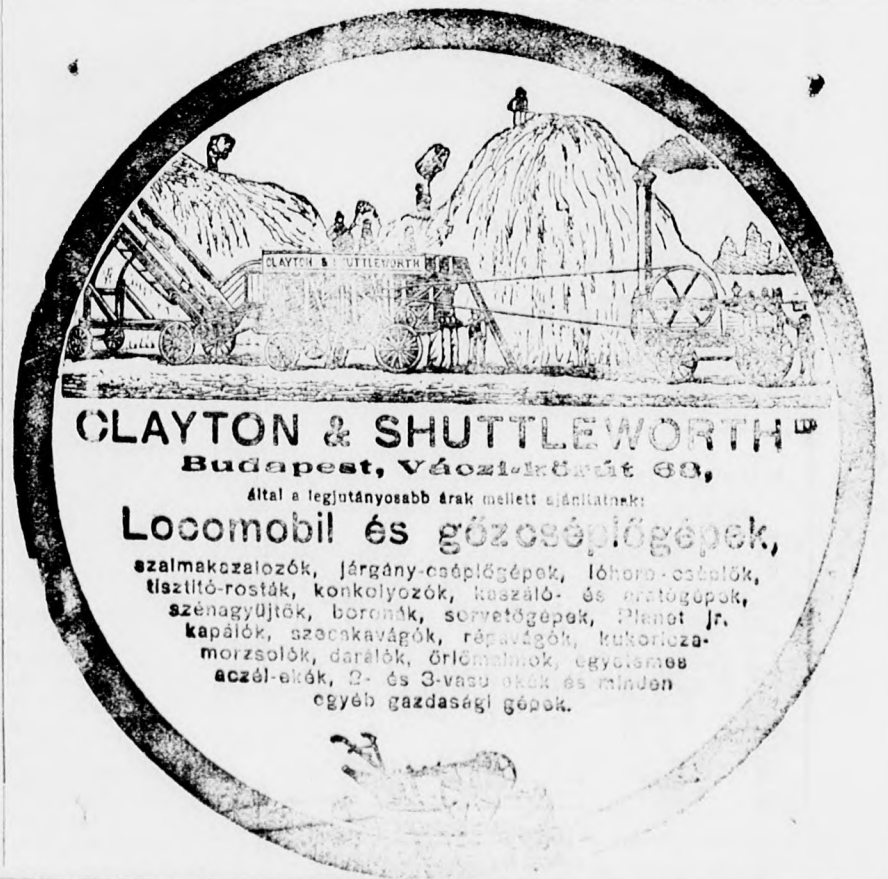 CLAYTON & SHUTTLEWORTH
CLAYTON & SHUTTLEWORTH LTD
Budapest, Váczi-körút 63,
által a legjutányosabb árak mellett ajánltatnak:
Locomobil és gőzcséplőgépek,
szalmakazalozók, járgány-cséplőgépek, lóhere-cséplők,
tisztító-rosták, konkolyozók, kaszáló- és aratógépek,
szénagyűjtők, boronák, sorvetőgépek, Planet jr.
kapálók, szecskavágók, répavágók, kukoricza-
morzsolók, darálók, őrlőmalmok, egyetemes
aczél-ekék, 2- és 3-vasu ekék és minden
egyéb gazdasági gépek.